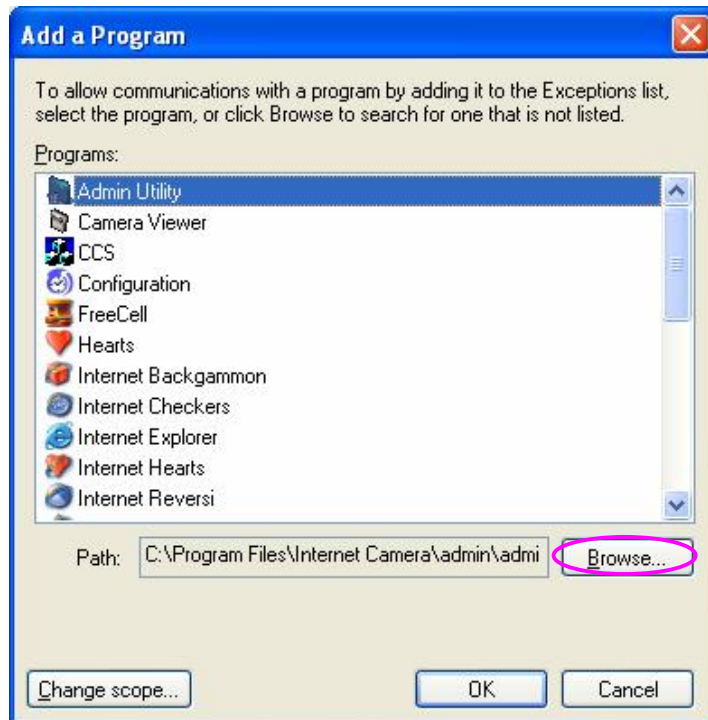 Add a Program
To allow communications with a program by adding it to the Exceptions list,
select the program, or click Browse to search for one that is not listed.
Programs:
Admin Utility
Camera Viewer
CCS
Configuration
FreeCell
Hearts
Internet Backgammon
Internet Checkers
Internet Explorer
Internet Hearts
Internet Reversi
Path: C:\Program Files\Internet Camera\admin\admi Browse...
Change scope... OK Cancel